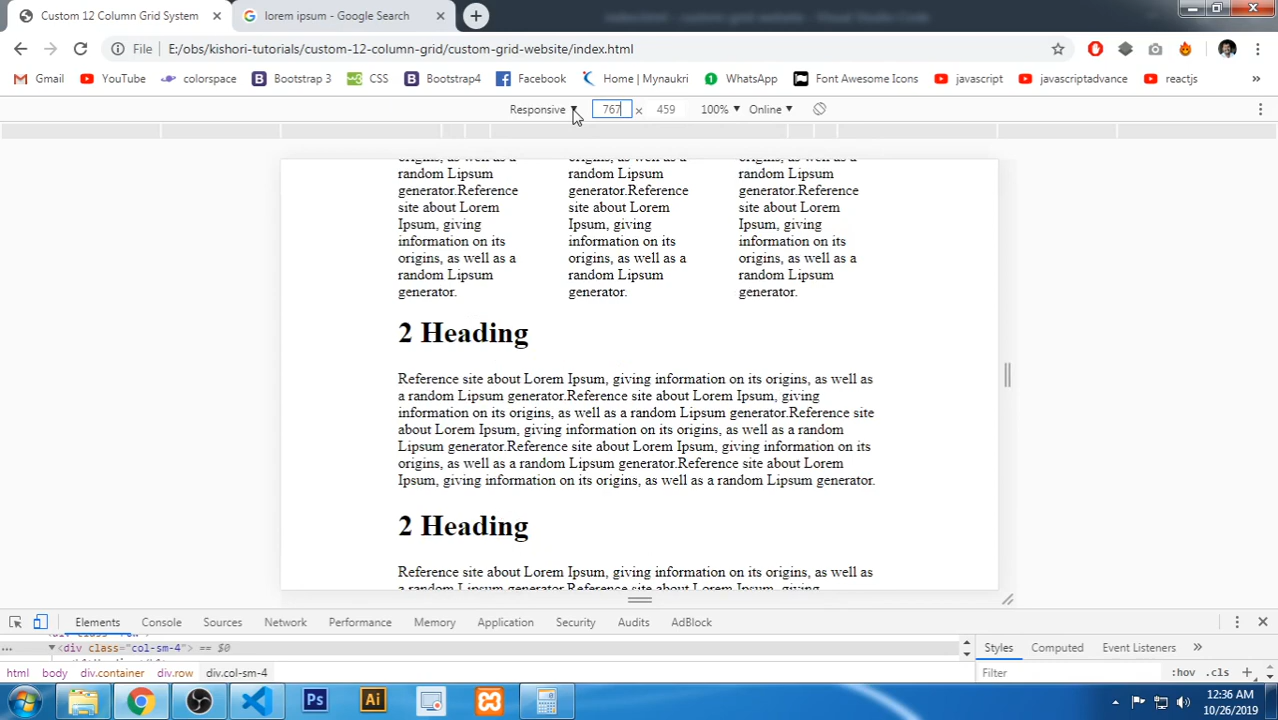 Custom 12 Column Grid System
lorem ipsum - Google Search
File
E:/obs/kishori-tutorials/custom-12-column-grid/custom-grid-website/index.html
Gmail
YouTube
colorspace
Bootstrap 3
CSS
Bootstrap4
Facebook
Home | Mynaukri
WhatsApp
Font Awesome Icons
javascript
javascriptadvance
reactjs
»
Responsive
767
×
459
100%
Online
random Lipsum
generator.Reference
site about Lorem
Ipsum, giving
information on its
origins, as well as a
random Lipsum
generator.
random Lipsum
generator.Reference
site about Lorem
Ipsum, giving
information on its
origins, as well as a
random Lipsum
generator.
random Lipsum
generator.Reference
site about Lorem
Ipsum, giving
information on its
origins, as well as a
random Lipsum
generator.
2 Heading
Reference site about Lorem Ipsum, giving information on its origins, as well as
a random Lipsum generator.Reference site about Lorem Ipsum, giving
information on its origins, as well as a random Lipsum generator.Reference site
about Lorem Ipsum, giving information on its origins, as well as a random
Lipsum generator.Reference site about Lorem Ipsum, giving information on its
origins, as well as a random Lipsum generator.Reference site about Lorem
Ipsum, giving information on its origins, as well as a random Lipsum generator.
2 Heading
Reference site about Lorem Ipsum, giving information on its origins, as well as
Elements
Console
Sources
Network
Performance
Memory
Application
Security
Audits
AdBlock
... <div class="col-sm-4"> == $0
html
body
div.container
div.row
div.col-sm-4
Styles
Computed
Event Listeners
»
Filter
:hov
.cls
+
Ps
Ai
12:36 AM
10/26/2019